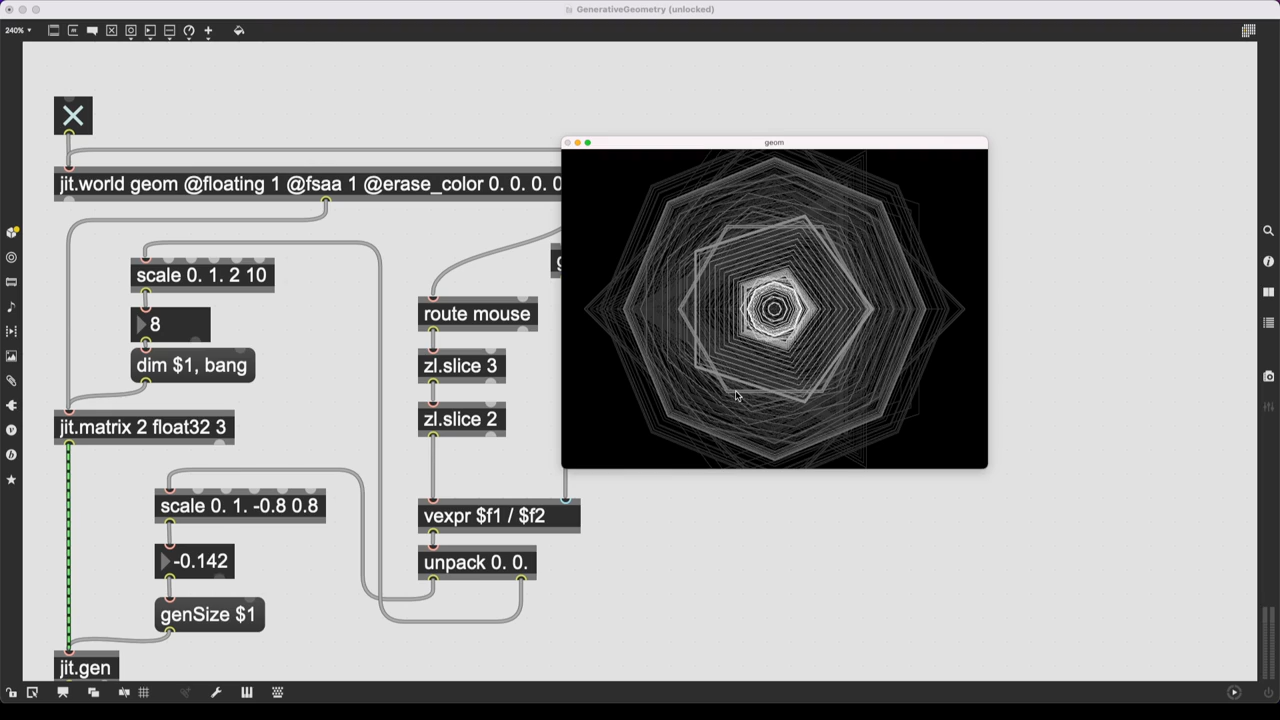 GenerativeGeometry (unlocked)
240%
jit.world geom @floating 1 @fsaa 1 @erase_color 0. 0. 0. 0
geom
scale 0. 1. 2 10
8
dim $1, bang
jit.matrix 2 float32 3
route mouse
zl.slice 3
zl.slice 2
scale 0. 1. -0.8 0.8
-0.142
genSize $1
vexpr $f1 / $f2
unpack 0. 0.
jit.gen